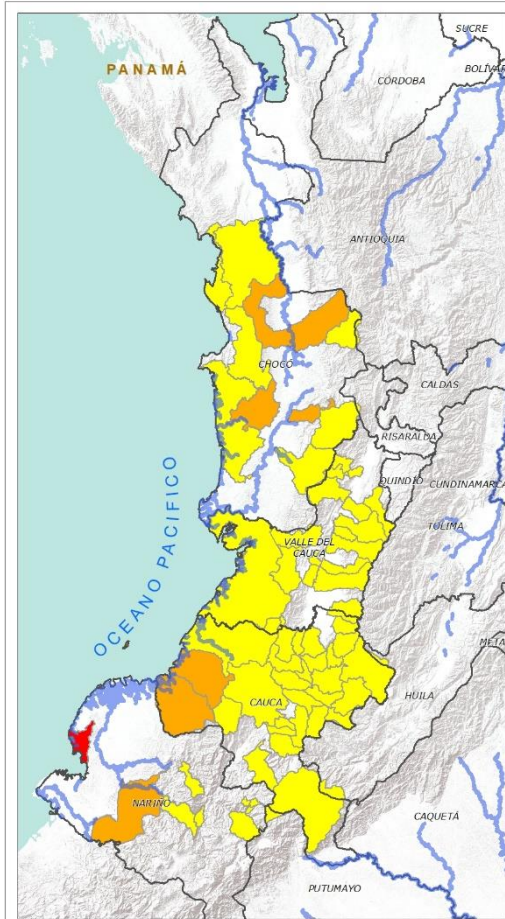 SUCRE
PANAMÁ
CORDOBA
BOLÍVAR
ANTIOQUIA
CHOCÓ
CALDAS
RISARALDA
QUINDIO
CUNDINAMARCA
TOLIMA
VALLE DEL
CAUCA
OCEANO PACIFICO
META
CAUCA
HUILA
NARIÑO
CAQUETÁ
PUTUMAYO